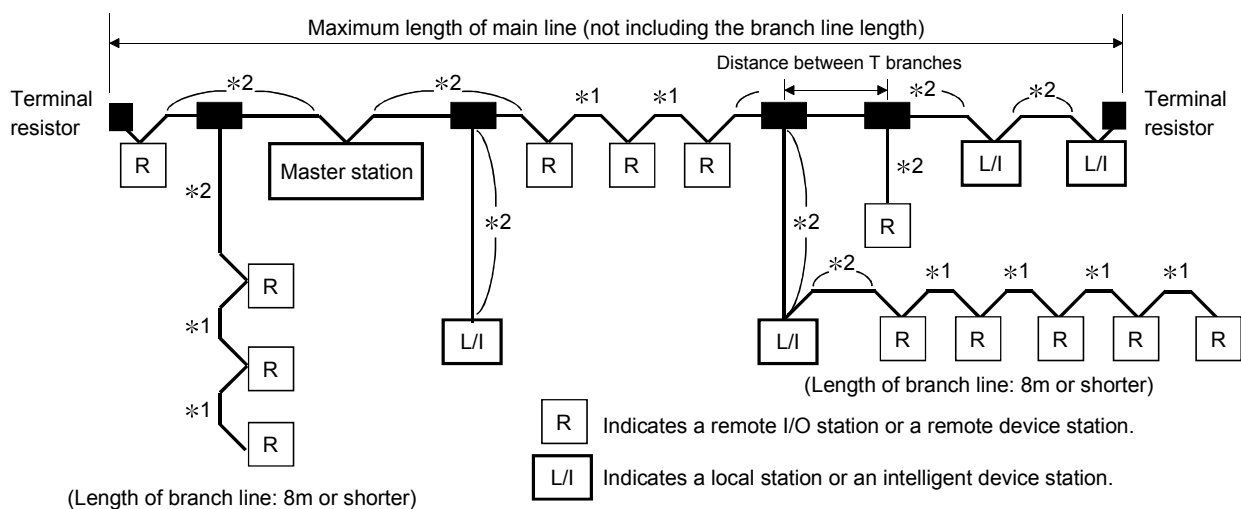 Maximum length of main line (not including the branch line length)
Distance between T branches
Terminal
resistor
*2
*2
*1
*1
*2
*2
Terminal
resistor
R
Master station
R
R
R
L/I
L/I
*2
*2
*2
*2
R
R
*1
R
*1
R
L/I
L/I
*2
*1
*1
*1
*1
R
R
R
R
R
(Length of branch line: 8m or shorter)
R Indicates a remote I/O station or a remote device station.
L/I Indicates a local station or an intelligent device station.
(Length of branch line: 8m or shorter)